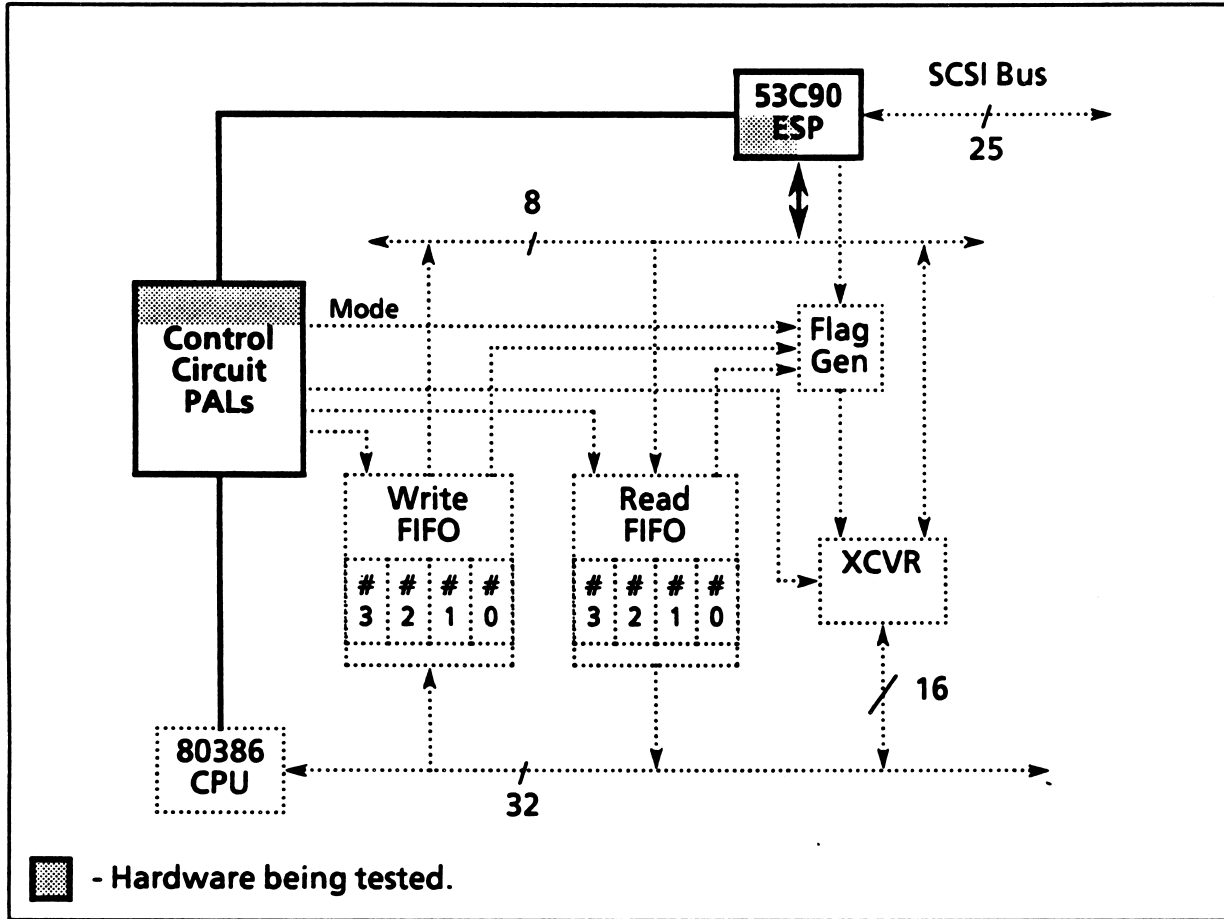 53C90
ESP
SCSI Bus
25
8
Mode
Control
Circuit
PALs
Flag
Gen
Write
FIFO
# # # #
3 2 1 0
Read
FIFO
# # # #
3 2 1 0
XCVR
16
80386
CPU
32
- Hardware being tested.